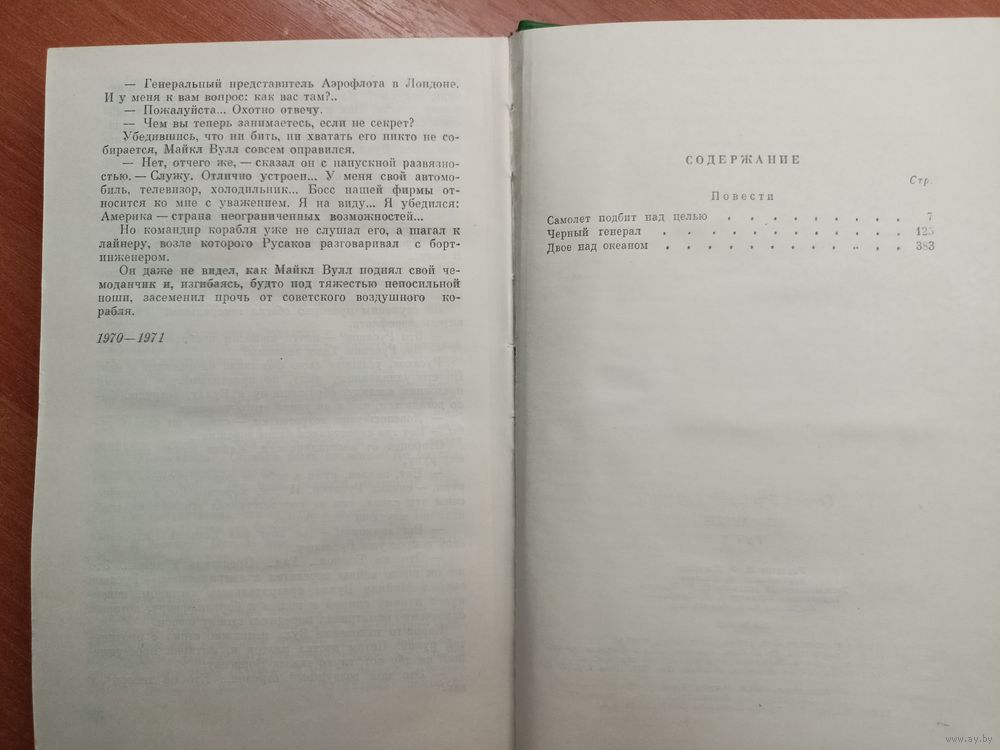 — Генеральный представитель Аэрофлота в Лондоне.
И у меня к вам вопрос: как вас там?..
— Пожалуйста... Охотно отвечу.
— Чем вы теперь занимаетесь, если не секрет?
Убедившись, что ни бить, ни хватать его никто не со-
бирается, Майкл Вулл совсем оправился.
— Нет, отчего же, — сказал он с напускной развязно-
стью. — Служу. Отлично устроен... У меня свой автомо-
биль, телевизор, холодильник... Босс нашей фирмы от-
носится ко мне с уважением. Я на виду... Я убедился:
Америка — страна неограниченных возможностей...
Но командир корабля уже не слушал его, а шагал к
лайнеру, возле которого Русаков разговаривал с борт-
инженером.
Он даже не видел, как Майкл Вулл поднял свой че-
моданчик и, изгибаясь, будто под тяжестью непосильной
ноши, засеменил прочь от советского воздушного ко-
рабля.
1970—1971
СОДЕРЖАНИЕ
Стр.
Повести
Самолет подбит над целью . . . . . . . . . 7
Черный генерал . . . . . . . . . . . . 125
Двое над океаном . . . . . . . . . . . 383
www.ay.by